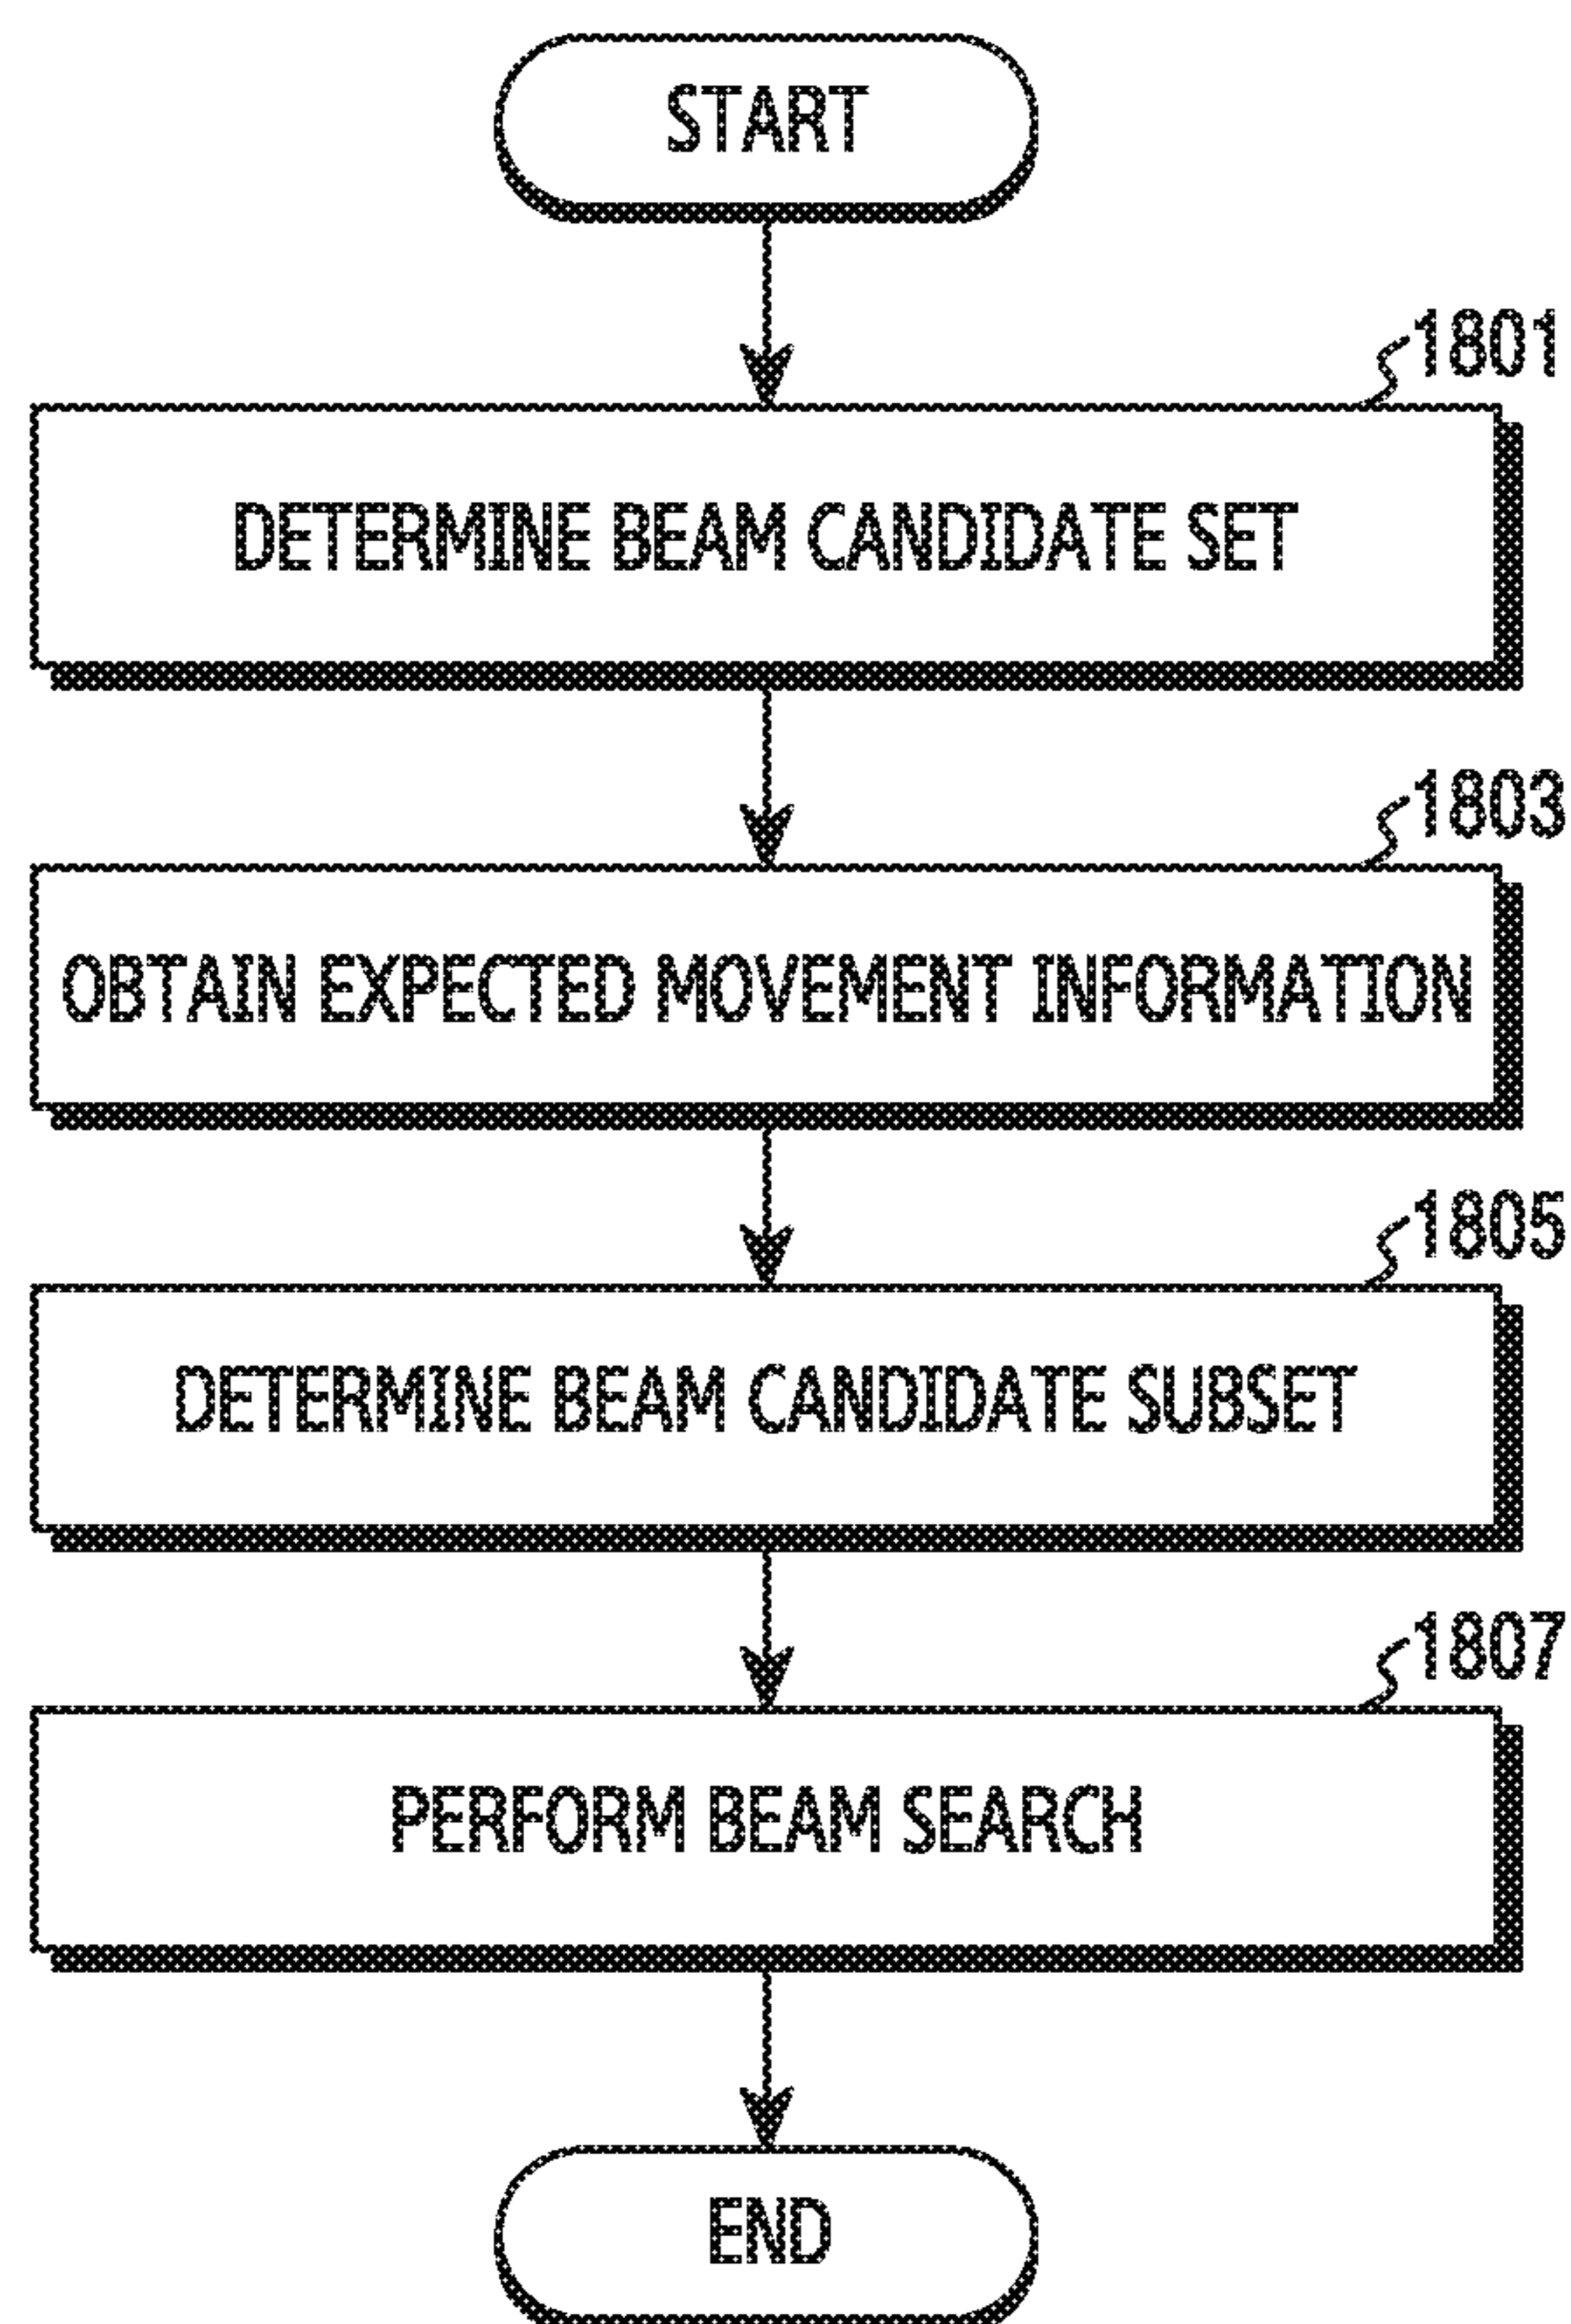 START
1801
DETERMINE BEAM CANDIDATE SET
1803
OBTAIN EXPECTED MOVEMENT INFORMATION
1805
DETERMINE BEAM CANDIDATE SUBSET
1807
PERFORM BEAM SEARCH
END